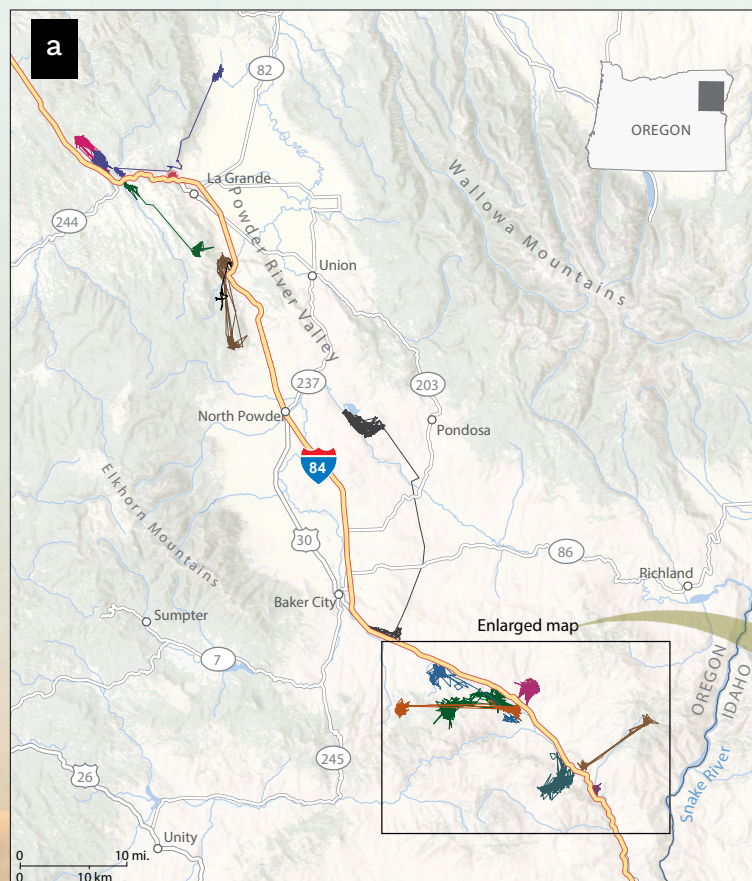 a
82
OREGON
La Grande
Wallowa Mountains
244
Powder River Valley
Union
237
203
North Powder
Pondosa
84
Elkhorn Mountains
30
86
Richland
Baker City
Sumpter
Enlarged map
7
OREGON
IDAHO
245
26
Snake River
Unity
0 10 mi.
0 10 km